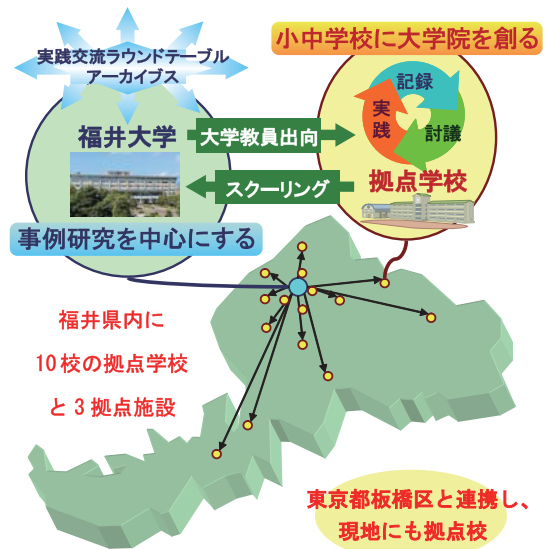 実践交流ラウンドテーブル
アーカイブス
福井大学
事例研究を中心にする
大学教員出向
スクーリング
小中学校に大学院を創る
記録
実践
討議
拠点学校
福井県内に
10校の拠点学校
と3拠点施設
東京都板橋区と連携し、
現地にも拠点校